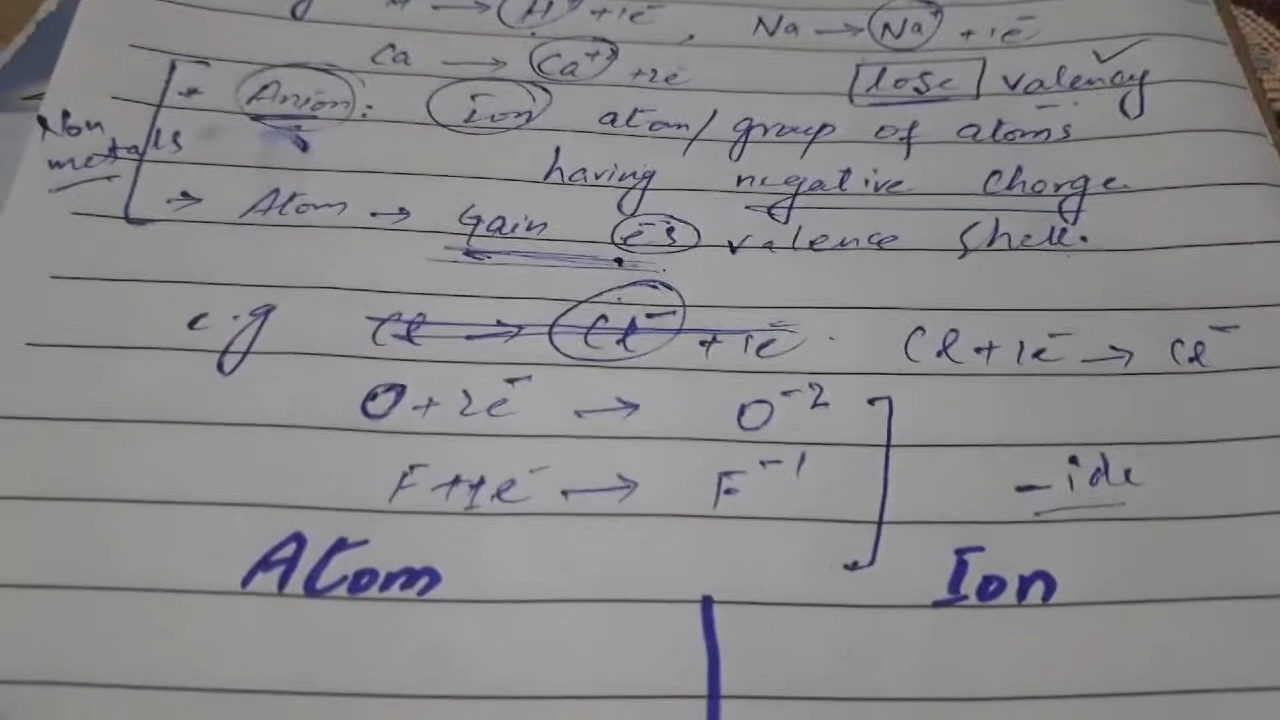 H → H⁺ + 1e⁻ , Na → Na⁺ + 1e⁻
Ca → Ca⁺² + 2e⁻ lose valency ✓
Non metals
* Anion: Ion atom/group of atoms
having negative charge.
→ Atom → Gain e⁻s valence shell.
e.g Cl → Cl⁻ + 1e⁻. Cl + 1e⁻ → Cl⁻
O + 2e⁻ → O⁻²
F + 1e⁻ → F⁻¹ - ide
Atom Ion